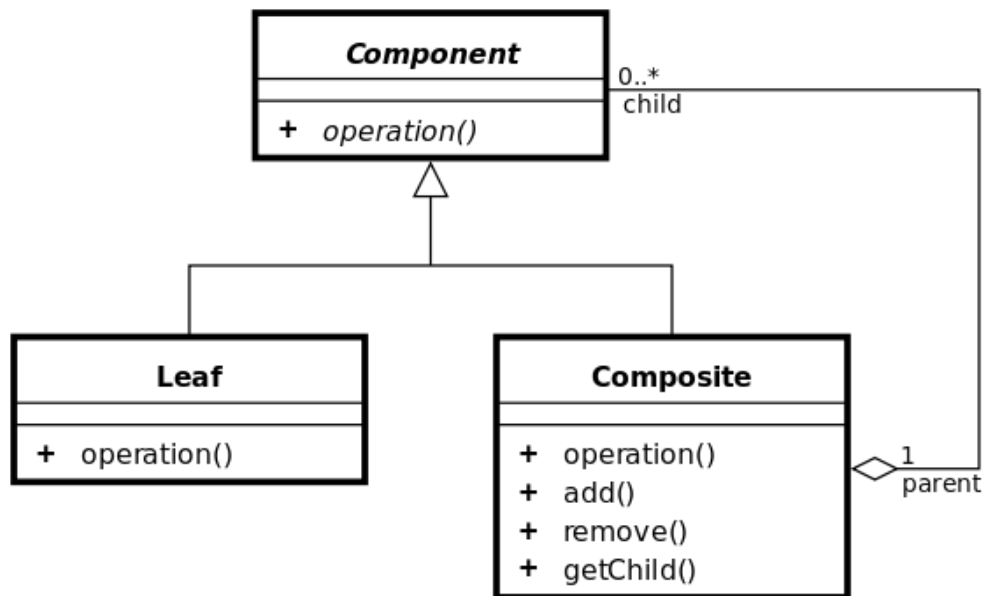 Component
+ operation()
0..*
child
Leaf
+ operation()
Composite
+ operation()
+ add()
+ remove()
+ getChild()
1
parent